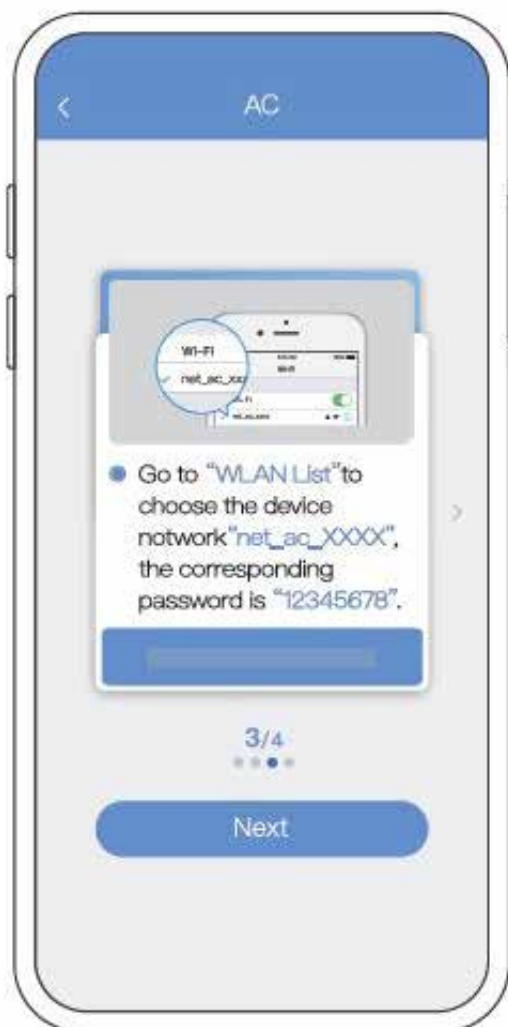 AC
Wi-Fi
net_ac_xxx
Go to “WLAN List”to
choose the device
notwork“net_ac_XXXX”,
the corresponding
password is “12345678”.
3/4
Next